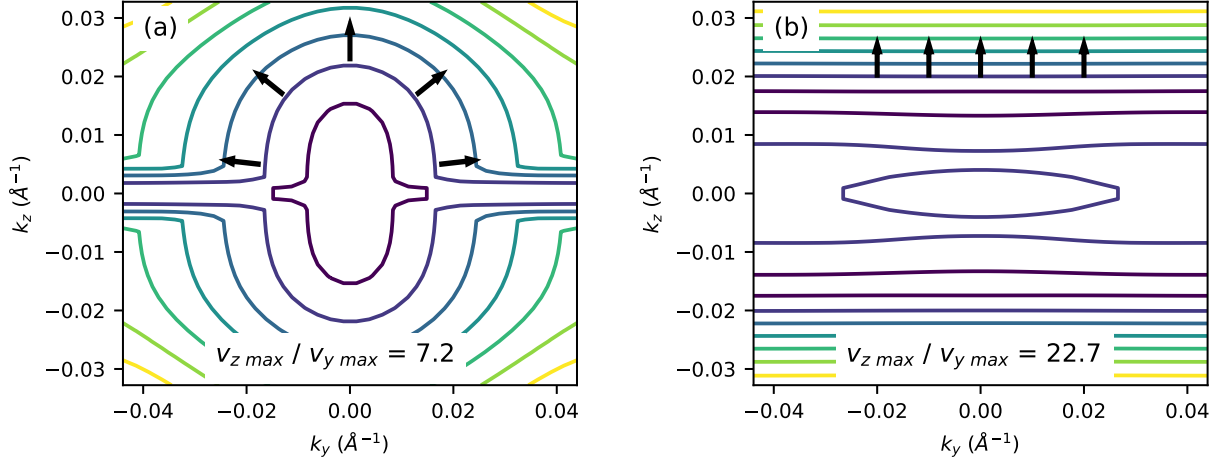 (a)
0.03
0.02
0.01
0.00
−0.01
−0.02
−0.03
k_z (Å⁻¹)
v_z max / v_y max = 7.2
−0.04 −0.02 0.00 0.02 0.04
k_y (Å⁻¹)
(b)
0.03
0.02
0.01
0.00
−0.01
−0.02
−0.03
k_z (Å⁻¹)
v_z max / v_y max = 22.7
−0.04 −0.02 0.00 0.02 0.04
k_y (Å⁻¹)